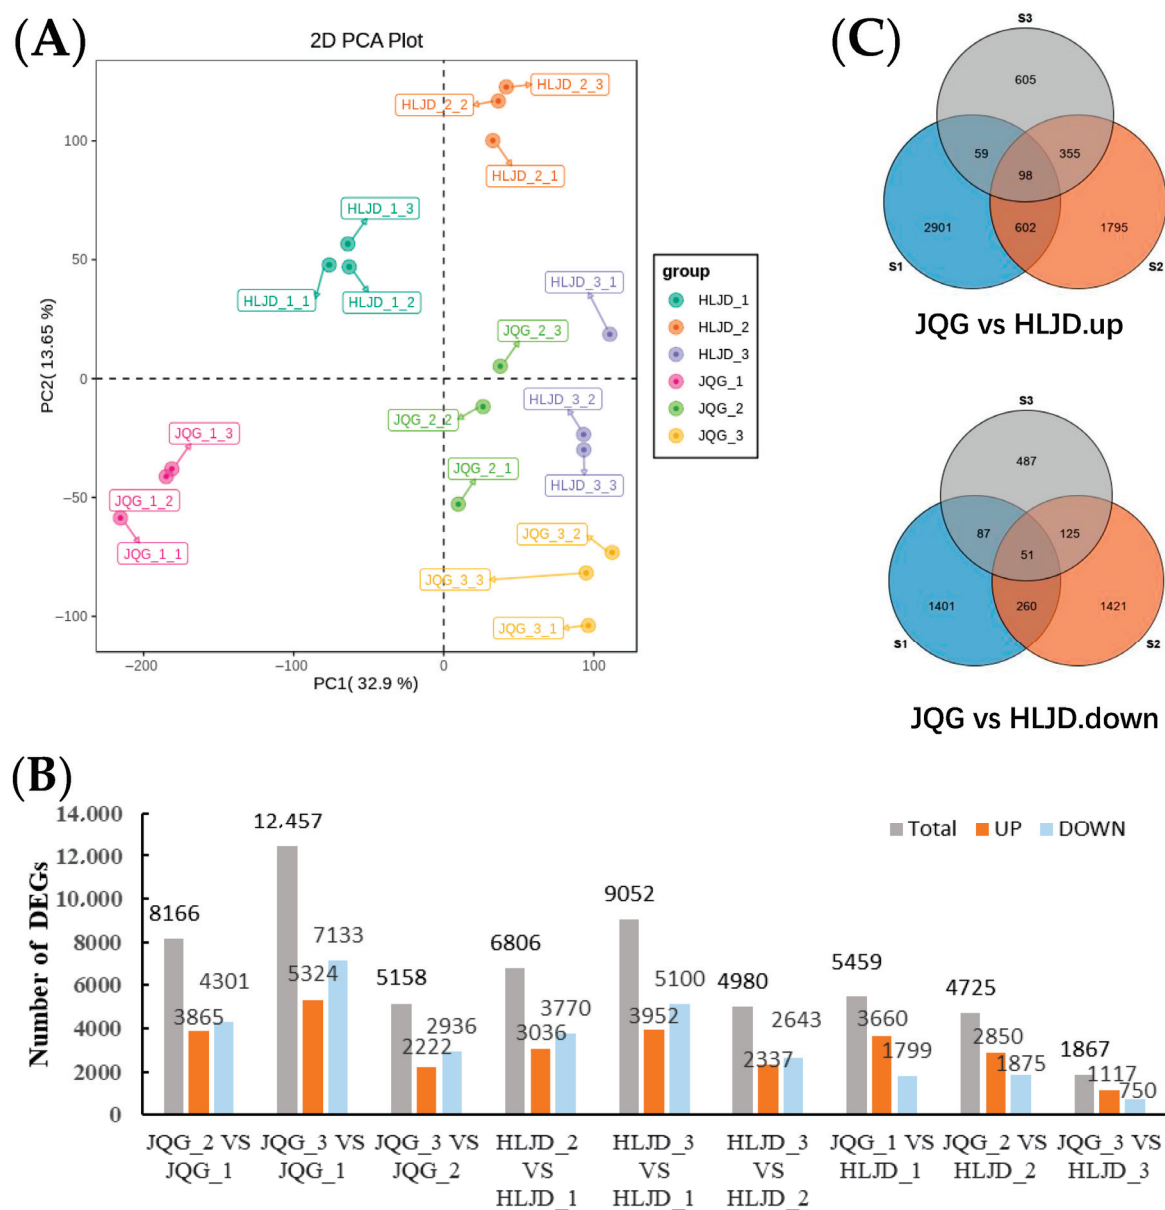 (A)
2D PCA Plot
HLJD_2_3
HLJD_2_2
HLJD_2_1
HLJD_1_3
HLJD_1_1
HLJD_1_2
HLJD_3_1
JQG_2_3
HLJD_3_2
JQG_2_2
JQG_1_3
JQG_2_1
HLJD_3_3
JQG_1_2
JQG_1_1
JQG_3_2
JQG_3_3
JQG_3_1
100
50
0
−50
−100
−200
−100
0
100
PC2( 13.65 %)
PC1( 32.9 %)
group
HLJD_1
HLJD_2
HLJD_3
JQG_1
JQG_2
JQG_3
(C)
S3
605
59
355
98
2901
602
1795
S1
S2
JQG vs HLJD.up
S3
487
87
125
51
1401
260
1421
S1
S2
JQG vs HLJD.down
(B)
Number of DEGs
14,000
12,000
10,000
8000
6000
4000
2000
0
Total
UP
DOWN
8166
3865
4301
12,457
5324
7133
5158
2222
2936
6806
3036
3770
9052
3952
5100
4980
2337
2643
5459
3660
1799
4725
2850
1875
1867
1117
750
JQG_2 VS
JQG_1
JQG_3 VS
JQG_1
JQG_3 VS
JQG_2
HLJD_2
VS
HLJD_1
HLJD_3
VS
HLJD_1
HLJD_3
VS
HLJD_2
JQG_1 VS
HLJD_1
JQG_2 VS
HLJD_2
JQG_3 VS
HLJD_3